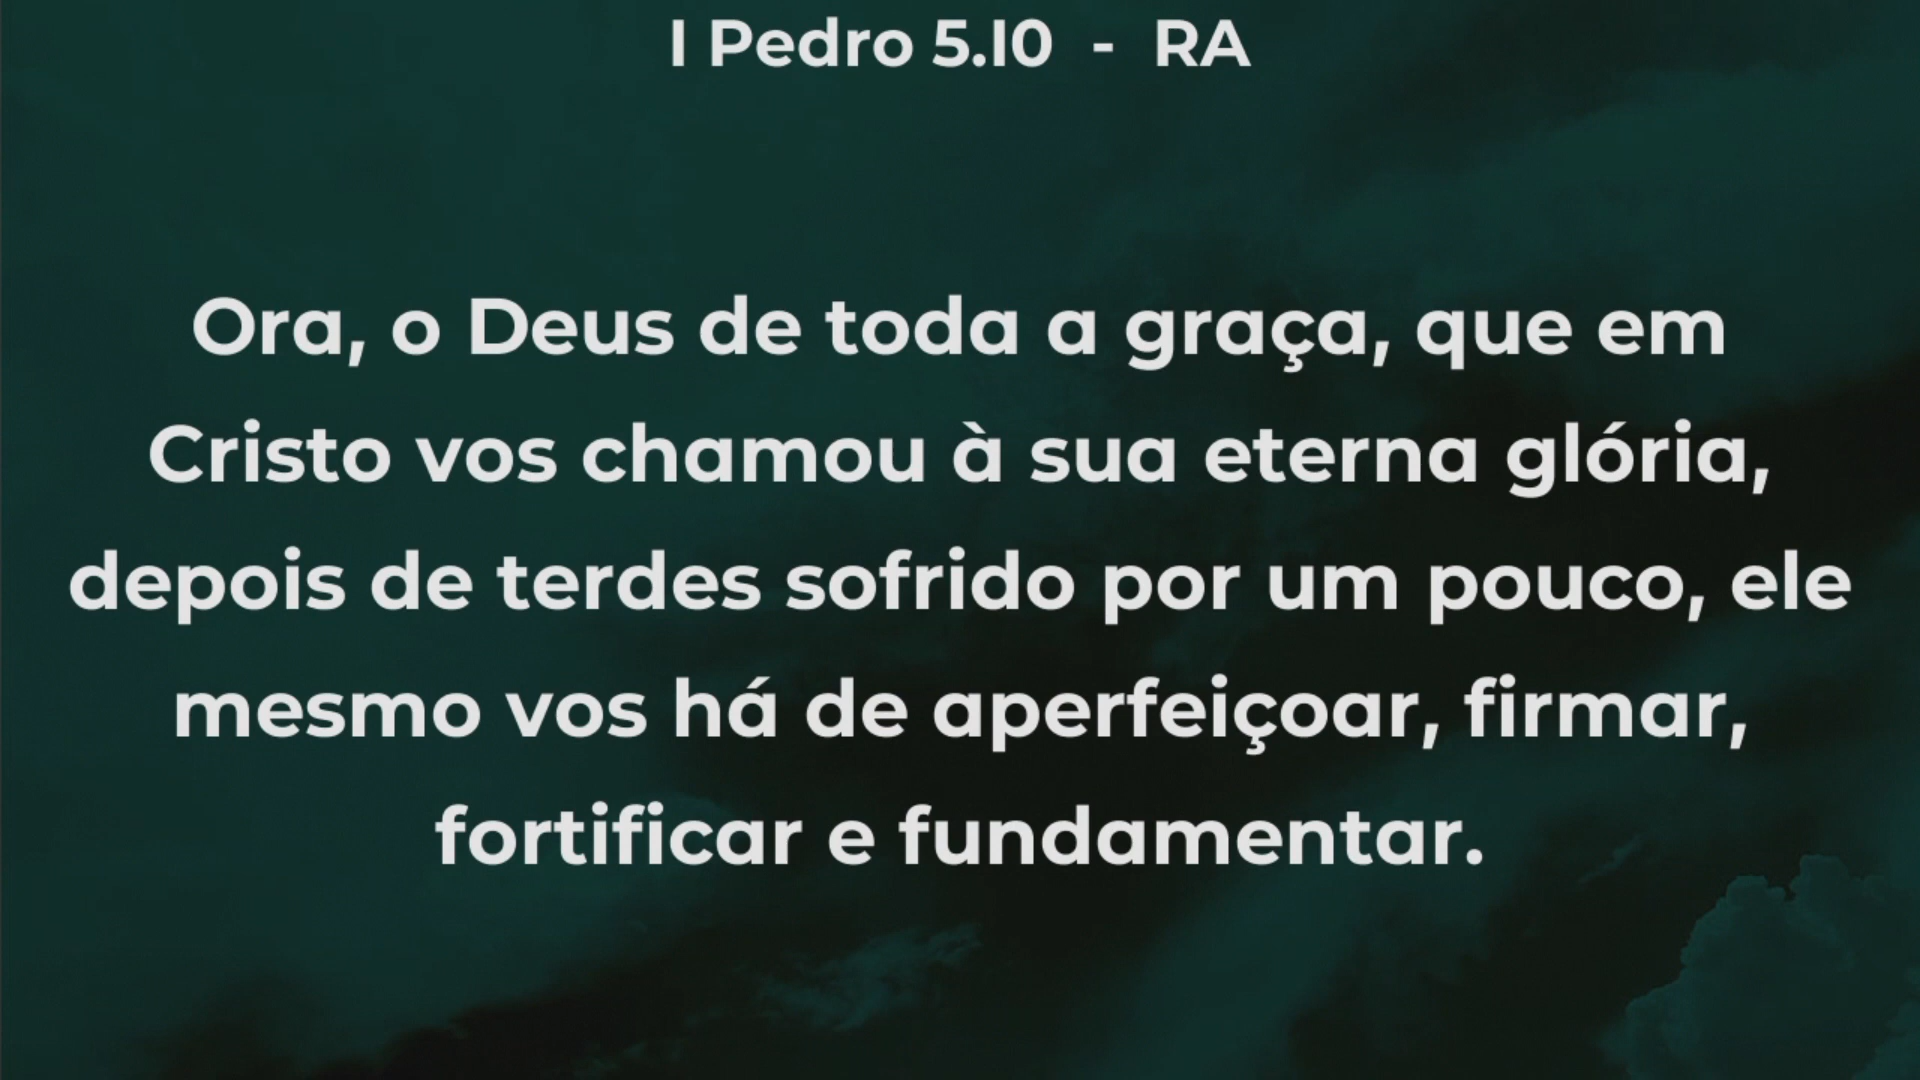 I Pedro 5.I0 - RA
Ora, o Deus de toda a graça, que em
Cristo vos chamou à sua eterna glória,
depois de terdes sofrido por um pouco, ele
mesmo vos há de aperfeiçoar, firmar,
fortificar e fundamentar.